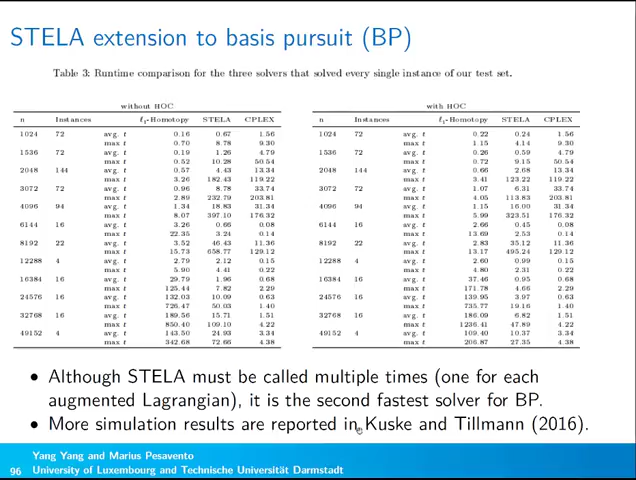 STELA extension to basis pursuit (BP)
Table 3: Runtime comparison for the three solvers that solved every single instance of our test set.
without HOC
n Instances ℓ1-Homotopy STELA CPLEX
1024 72 avg. t 0.16 0.67 1.56
max t 0.70 8.78 9.30
1536 72 avg. t 0.19 1.26 4.79
max t 0.52 10.28 50.54
2048 144 avg. t 0.57 4.43 13.34
max t 3.26 182.43 119.22
3072 72 avg. t 0.96 8.78 33.74
max t 2.89 232.79 203.81
4096 94 avg. t 1.34 18.83 31.34
max t 8.07 397.10 176.32
6144 16 avg. t 3.26 0.66 0.08
max t 22.35 3.24 0.14
8192 22 avg. t 3.52 46.43 11.36
max t 15.73 658.77 129.12
12288 4 avg. t 2.79 2.12 0.15
max t 5.90 4.41 0.22
16384 16 avg. t 29.79 1.96 0.68
max t 125.44 7.82 2.29
24576 16 avg. t 132.03 10.09 0.63
max t 726.47 50.03 1.40
32768 16 avg. t 189.56 15.71 1.51
max t 850.40 109.10 4.22
49152 4 avg. t 143.50 24.93 3.34
max t 342.68 72.66 4.38
with HOC
n Instances ℓ1-Homotopy STELA CPLEX
1024 72 avg. t 0.22 0.24 1.56
max t 1.15 4.14 9.30
1536 72 avg. t 0.26 0.59 4.79
max t 0.72 9.15 50.54
2048 144 avg. t 0.66 2.68 13.34
max t 3.41 123.22 119.22
3072 72 avg. t 1.07 6.31 33.74
max t 4.05 113.83 203.81
4096 94 avg. t 1.15 16.00 31.34
max t 5.99 323.51 176.32
6144 16 avg. t 2.66 0.45 0.08
max t 13.69 2.53 0.14
8192 22 avg. t 2.83 35.12 11.36
max t 13.17 495.24 129.12
12288 4 avg. t 2.60 0.99 0.15
max t 4.80 2.31 0.22
16384 16 avg. t 37.46 0.95 0.68
max t 171.78 4.66 2.29
24576 16 avg. t 139.95 3.97 0.63
max t 735.77 19.16 1.40
32768 16 avg. t 186.09 6.82 1.51
max t 1236.41 47.89 4.22
49152 4 avg. t 109.40 10.37 3.34
max t 206.87 27.35 4.38
• Although STELA must be called multiple times (one for each
augmented Lagrangian), it is the second fastest solver for BP.
• More simulation results are reported in Kuske and Tillmann (2016).
Yang Yang and Marius Pesavento
96 University of Luxembourg and Technische Universität Darmstadt